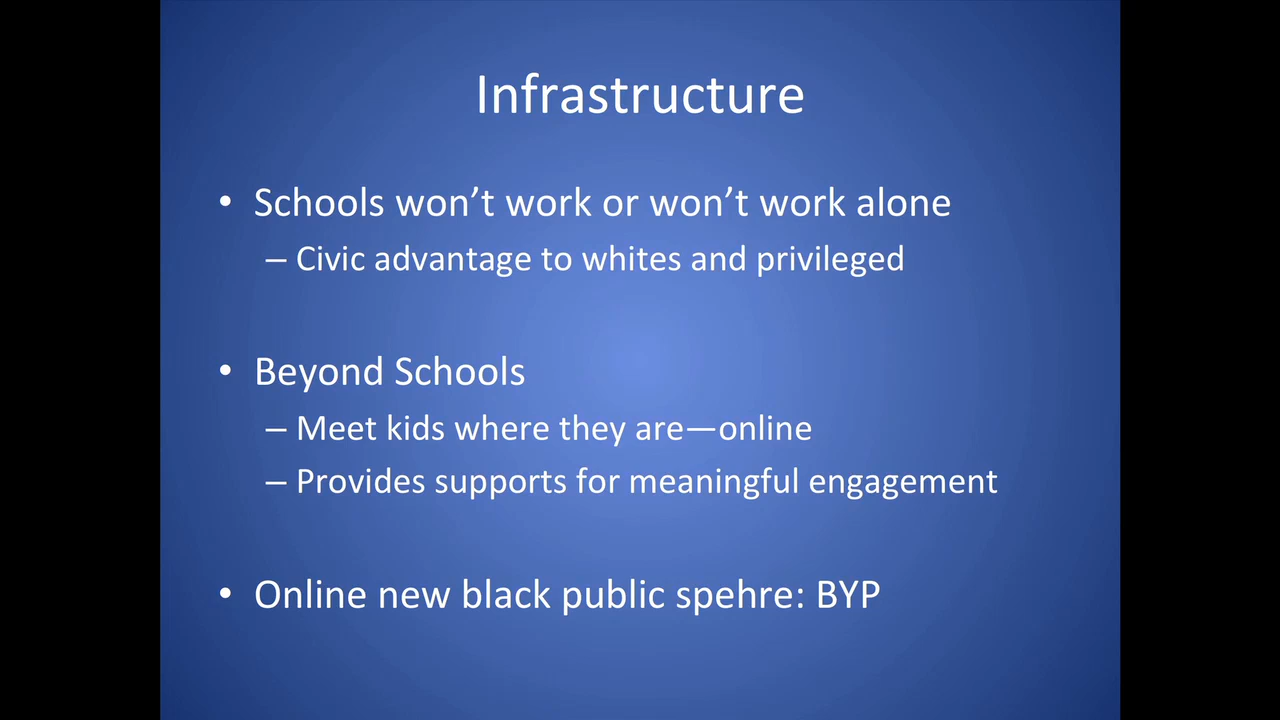 Infrastructure
• Schools won’t work or won’t work alone
– Civic advantage to whites and privileged
• Beyond Schools
– Meet kids where they are—online
– Provides supports for meaningful engagement
• Online new black public spehre: BYP